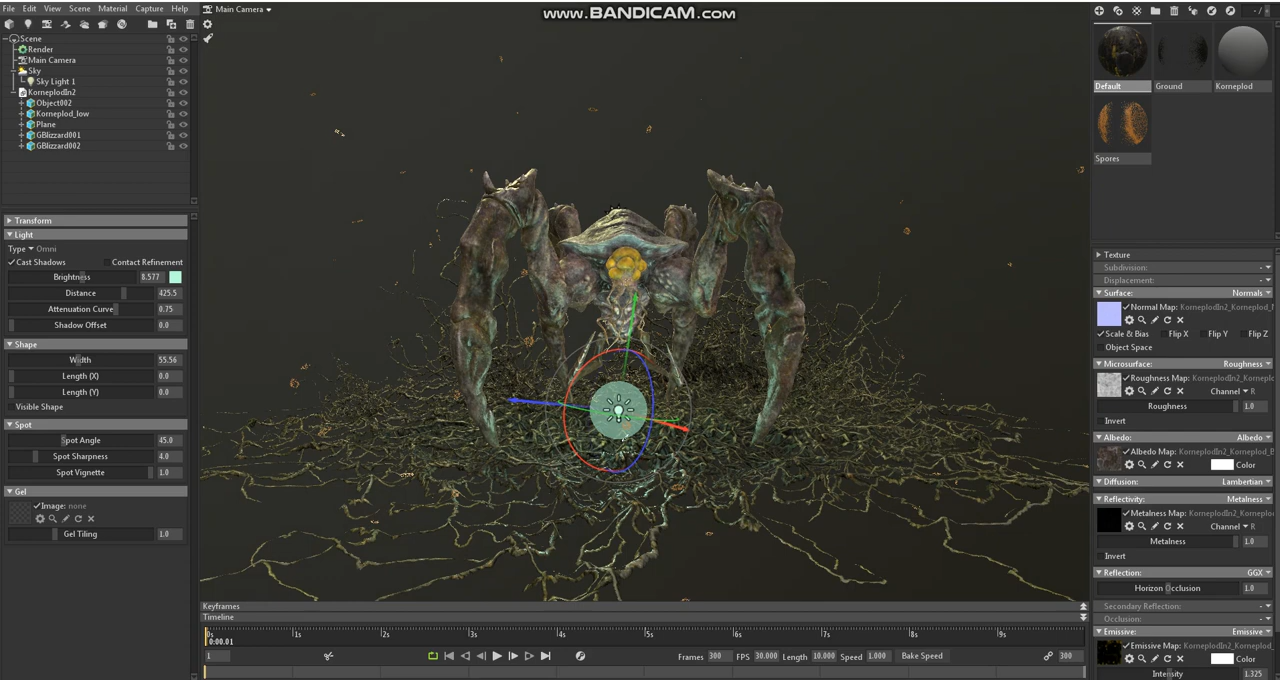 File Edit View Scene Material Capture Help
Main Camera
www.BANDICAM.com
Scene
Render
Main Camera
Sky
Sky Light 1
KorneplodIn2
Object002
Korneplod_low
Plane
GBlizzard001
GBlizzard002
Transform
Light
Type Omni
Cast Shadows Contact Refinement
Brightness 8.577
Distance 425.5
Attenuation Curve 0.75
Shadow Offset 0.0
Shape
Width 55.56
Length (X) 0.0
Length (Y) 0.0
Visible Shape
Spot
Spot Angle 45.0
Spot Sharpness 4.0
Spot Vignette 1.0
Gel
Image: none
Gel Tiling 1.0
Keyframes
Timeline
0s 1s 2s 3s 4s 5s 6s 7s 8s 9s
0:00.01
1
Frames 300 FPS 30.000 Length 10.000 Speed 1.000 Bake Speed 300
- /
Default Ground Korneplod
Spores
Texture
Subdivision: -
Displacement: -
Surface: Normals
Normal Map: KorneplodIn2_Korneplod_
Scale & Bias Flip X Flip Y Flip Z
Object Space
Microsurface: Roughness
Roughness Map: KorneplodIn2_Kornepl
Channel R
Roughness 1.0
Invert
Albedo: Albedo
Albedo Map: KorneplodIn2_Korneplod_B
Color
Diffusion: Lambertian
Reflectivity: Metalness
Metalness Map: KorneplodIn2_Korneplo
Channel R
Metalness 1.0
Invert
Reflection: GGX
Horizon Occlusion 1.0
Secondary Reflection: -
Occlusion: -
Emissive: Emissive
Emissive Map: KorneplodIn2_Korneplod
Color
Intensity 1.325